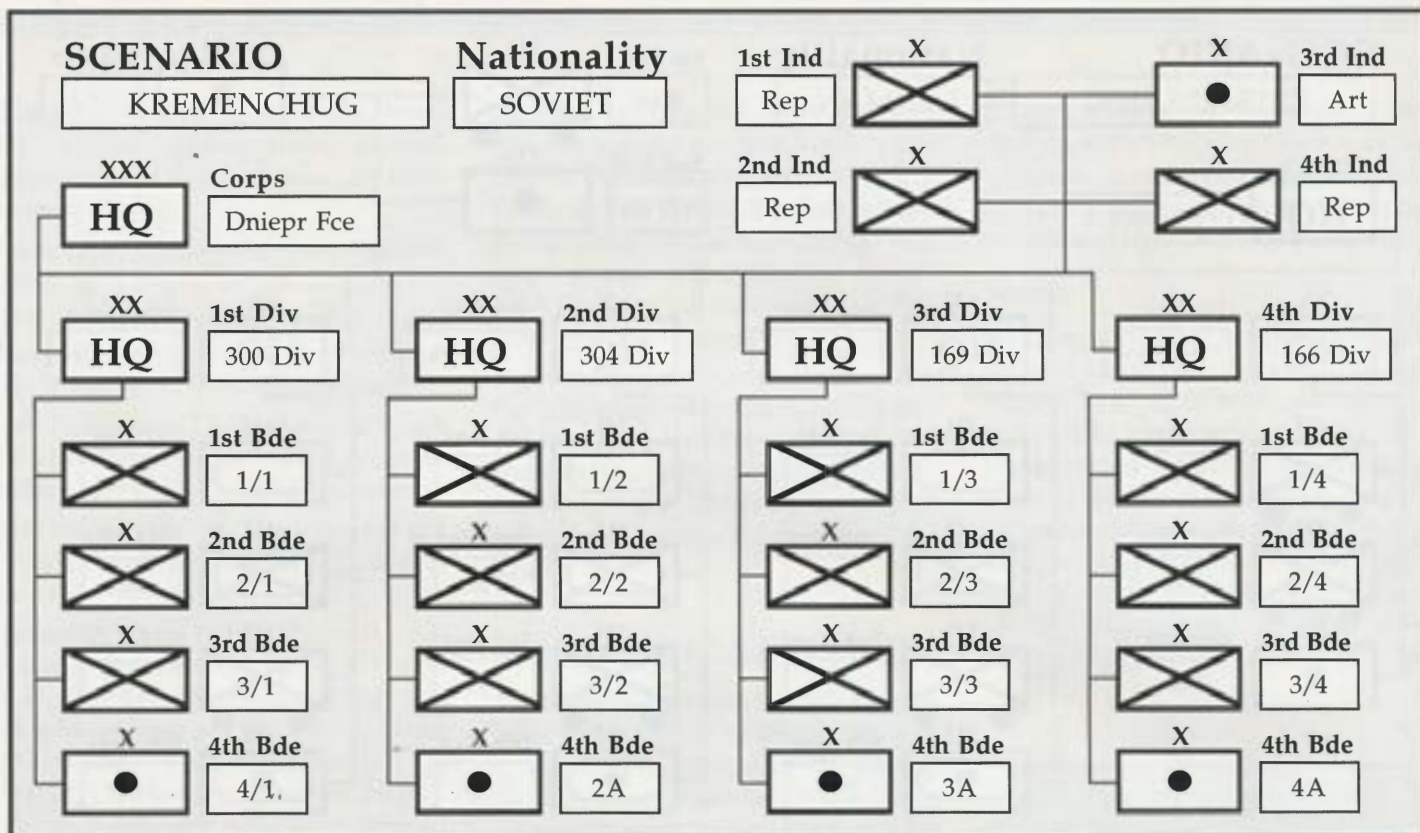 SCENARIO
KREMENCHUG
Nationality
SOVIET
1st Ind
Rep
X
X
3rd Ind
Art
2nd Ind
Rep
X
X
4th Ind
Rep
XXX
HQ
Corps
Dniepr Fce
XX
HQ
1st Div
300 Div
XX
HQ
2nd Div
304 Div
XX
HQ
3rd Div
169 Div
XX
HQ
4th Div
166 Div
X
1st Bde
1/1
X
1st Bde
1/2
X
1st Bde
1/3
X
1st Bde
1/4
X
2nd Bde
2/1
X
2nd Bde
2/2
X
2nd Bde
2/3
X
2nd Bde
2/4
X
3rd Bde
3/1
X
3rd Bde
3/2
X
3rd Bde
3/3
X
3rd Bde
3/4
X
4th Bde
4/1.
X
4th Bde
2A
X
4th Bde
3A
X
4th Bde
4A